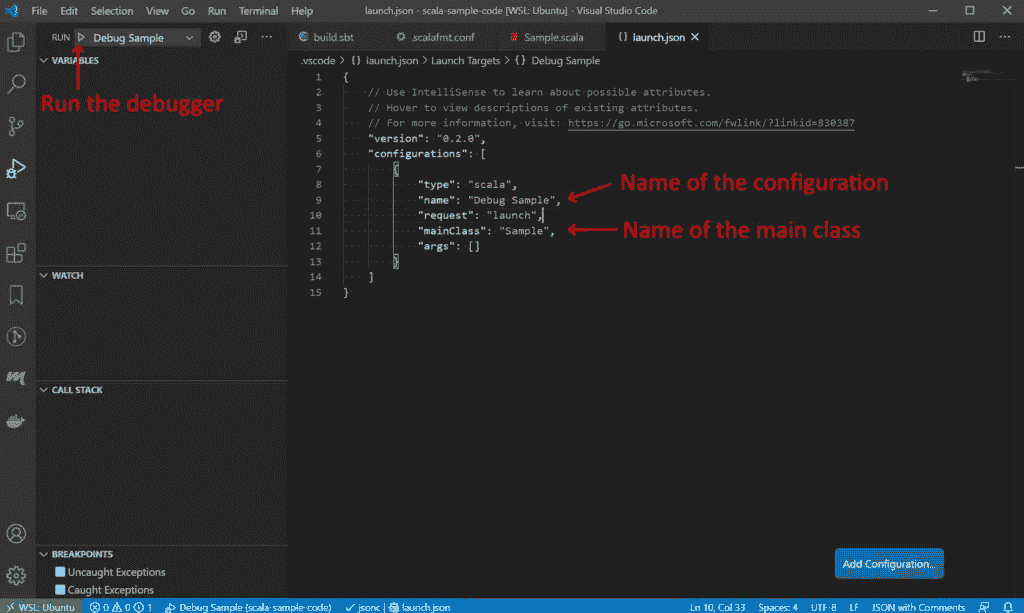 File Edit Selection View Go Run Terminal Help launch.json - scala-sample-code [WSL: Ubuntu] - Visual Studio Code
RUN Debug Sample ...
build.sbt .scalafmt.conf Sample.scala {} launch.json ...
VARIABLES
.vscode > {} launch.json > Launch Targets > {} Debug Sample
Run the debugger
1 {
2 // Use IntelliSense to learn about possible attributes.
3 // Hover to view descriptions of existing attributes.
4 // For more information, visit: https://go.microsoft.com/fwlink/?linkid=830387
5 "version": "0.2.0",
6 "configurations": [
7 {
8 "type": "scala",
9 "name": "Debug Sample",
10 "request": "launch",
11 "mainClass": "Sample",
12 "args": []
13 }
14 ]
15 }
Name of the configuration
Name of the main class
WATCH
CALL STACK
BREAKPOINTS
Uncaught Exceptions
Caught Exceptions
Add Configuration...
WSL: Ubuntu 0 0 1 Debug Sample (scala-sample-code) jsonc | launch.json Ln 10, Col 33 Spaces: 4 UTF-8 LF JSON with Comments